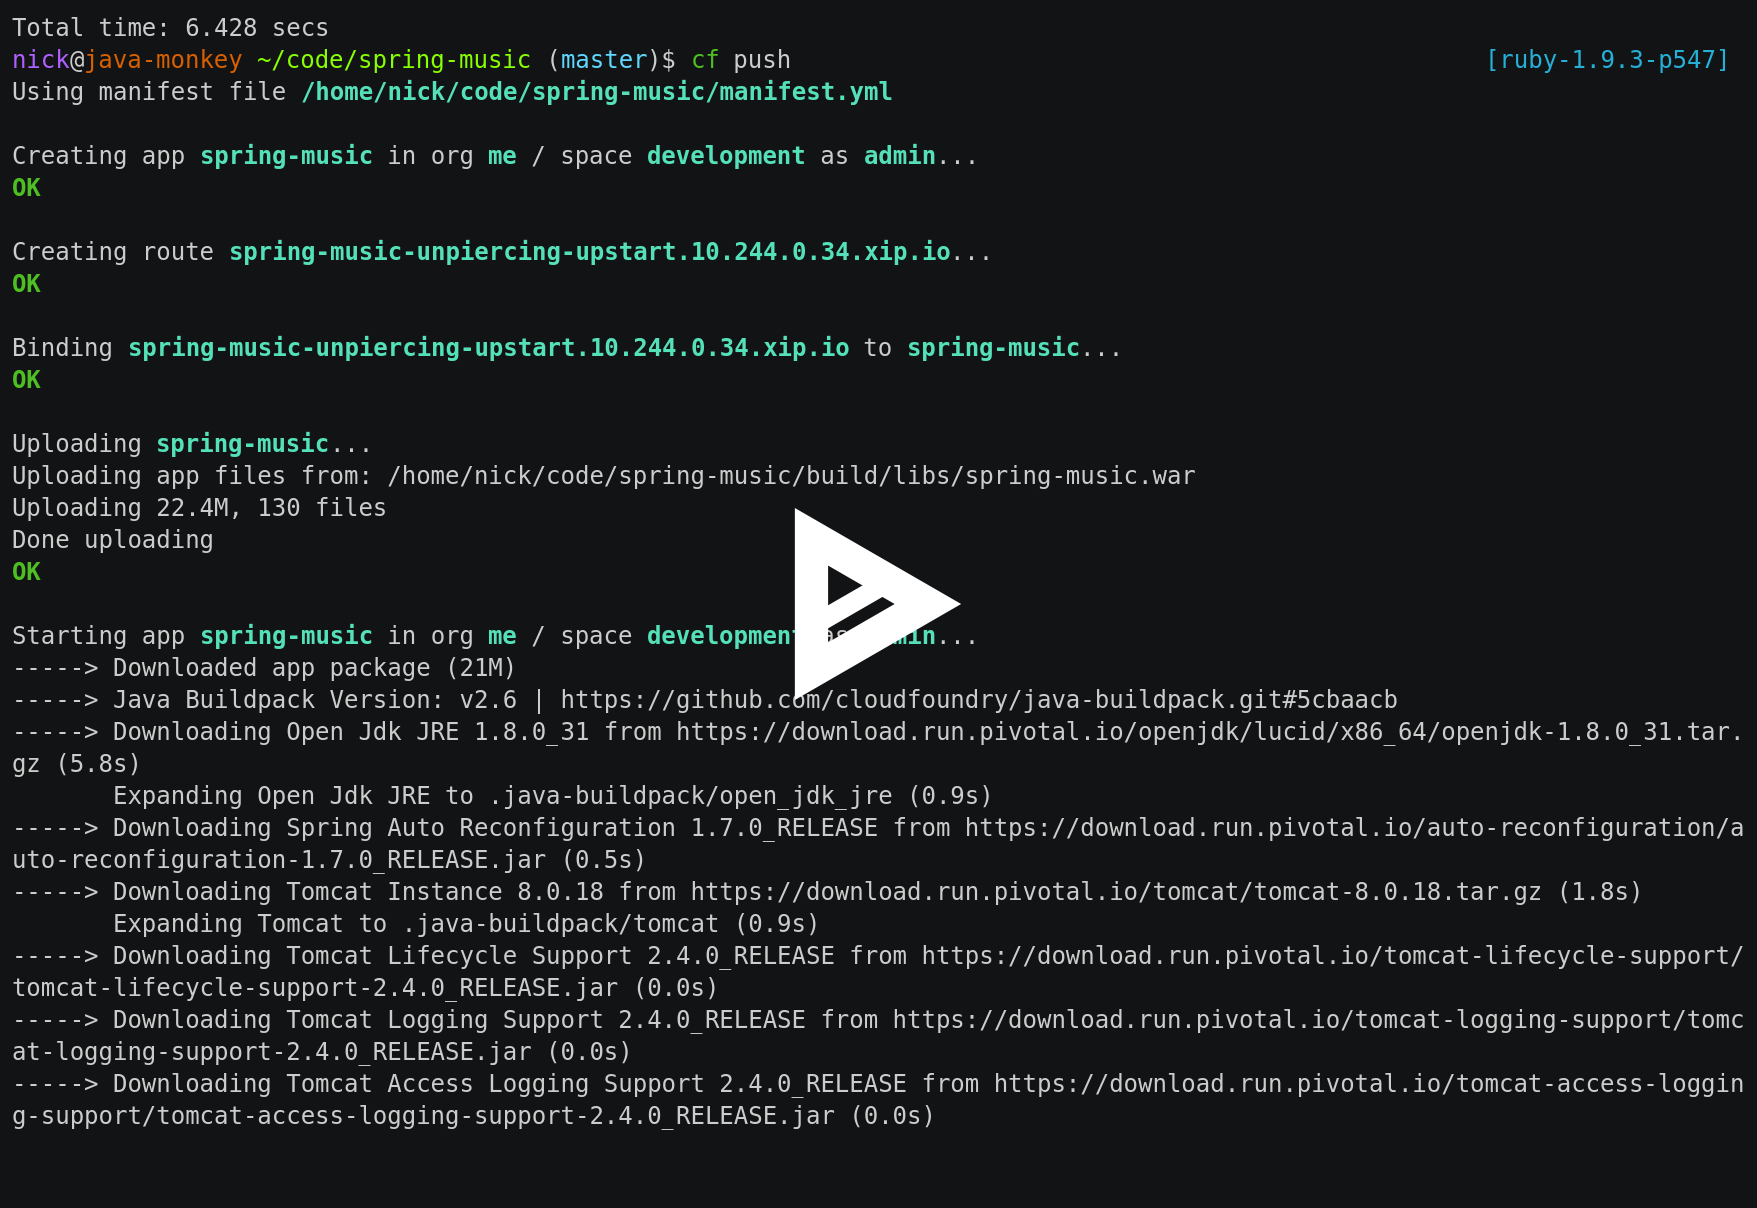 Total time: 6.428 secs
nick@java-monkey ~/code/spring-music (master)$ cf push [ruby-1.9.3-p547]
Using manifest file /home/nick/code/spring-music/manifest.yml
Creating app spring-music in org me / space development as admin...
OK
Creating route spring-music-unpiercing-upstart.10.244.0.34.xip.io...
OK
Binding spring-music-unpiercing-upstart.10.244.0.34.xip.io to spring-music...
OK
Uploading spring-music...
Uploading app files from: /home/nick/code/spring-music/build/libs/spring-music.war
Uploading 22.4M, 130 files
Done uploading
OK
Starting app spring-music in org me / space development as admin...
-----> Downloaded app package (21M)
-----> Java Buildpack Version: v2.6 | https://github.com/cloudfoundry/java-buildpack.git#5cbaacb
-----> Downloading Open Jdk JRE 1.8.0_31 from https://download.run.pivotal.io/openjdk/lucid/x86_64/openjdk-1.8.0_31.tar.
gz (5.8s)
       Expanding Open Jdk JRE to .java-buildpack/open_jdk_jre (0.9s)
-----> Downloading Spring Auto Reconfiguration 1.7.0_RELEASE from https://download.run.pivotal.io/auto-reconfiguration/a
uto-reconfiguration-1.7.0_RELEASE.jar (0.5s)
-----> Downloading Tomcat Instance 8.0.18 from https://download.run.pivotal.io/tomcat/tomcat-8.0.18.tar.gz (1.8s)
       Expanding Tomcat to .java-buildpack/tomcat (0.9s)
-----> Downloading Tomcat Lifecycle Support 2.4.0_RELEASE from https://download.run.pivotal.io/tomcat-lifecycle-support/
tomcat-lifecycle-support-2.4.0_RELEASE.jar (0.0s)
-----> Downloading Tomcat Logging Support 2.4.0_RELEASE from https://download.run.pivotal.io/tomcat-logging-support/tomc
at-logging-support-2.4.0_RELEASE.jar (0.0s)
-----> Downloading Tomcat Access Logging Support 2.4.0_RELEASE from https://download.run.pivotal.io/tomcat-access-loggin
g-support/tomcat-access-logging-support-2.4.0_RELEASE.jar (0.0s)